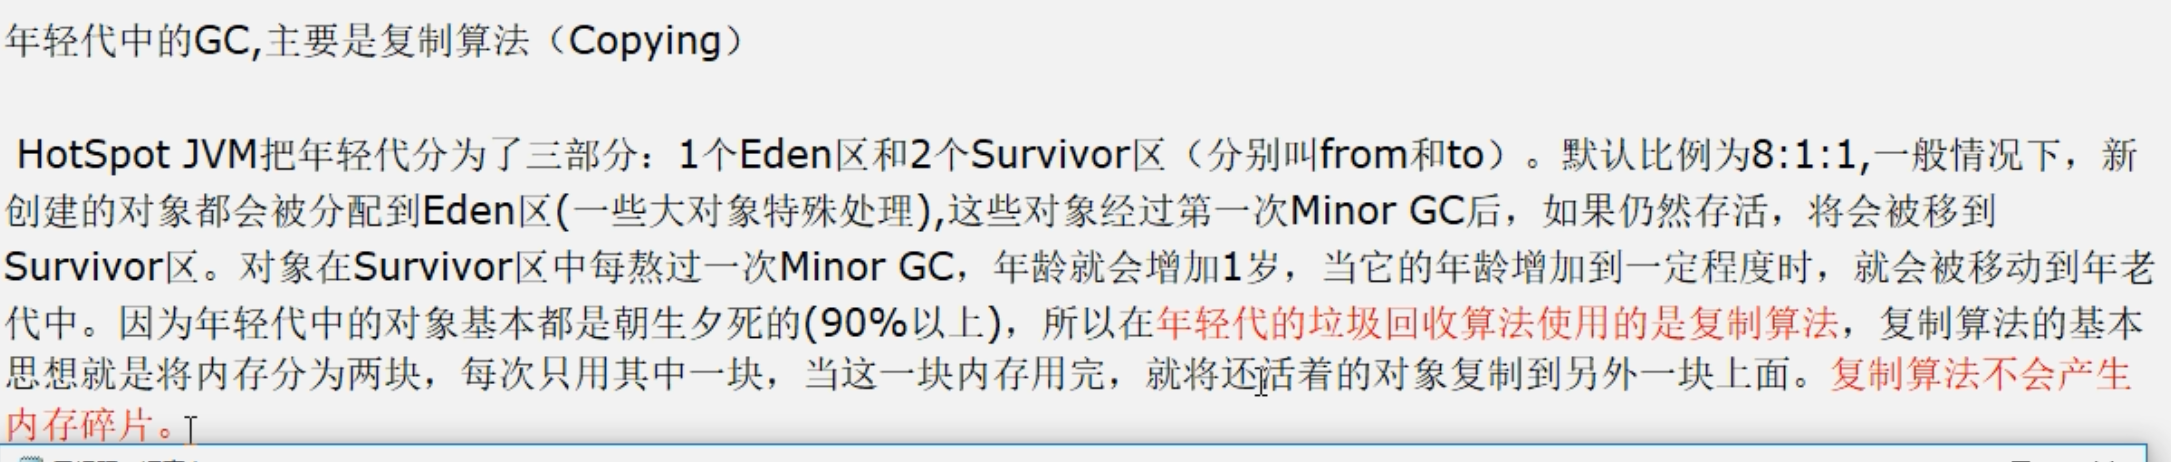 年轻代中的GC,主要是复制算法（Copying）
HotSpot JVM把年轻代分为了三部分：1个Eden区和2个Survivor区（分别叫from和to）。默认比例为8:1:1,一般情况下，新
创建的对象都会被分配到Eden区(一些大对象特殊处理),这些对象经过第一次Minor GC后，如果仍然存活，将会被移到
Survivor区。对象在Survivor区中每熬过一次Minor GC，年龄就会增加1岁，当它的年龄增加到一定程度时，就会被移动到年老
代中。因为年轻代中的对象基本都是朝生夕死的(90%以上)，所以在年轻代的垃圾回收算法使用的是复制算法，复制算法的基本
思想就是将内存分为两块，每次只用其中一块，当这一块内存用完，就将还活着的对象复制到另外一块上面。复制算法不会产生
内存碎片。